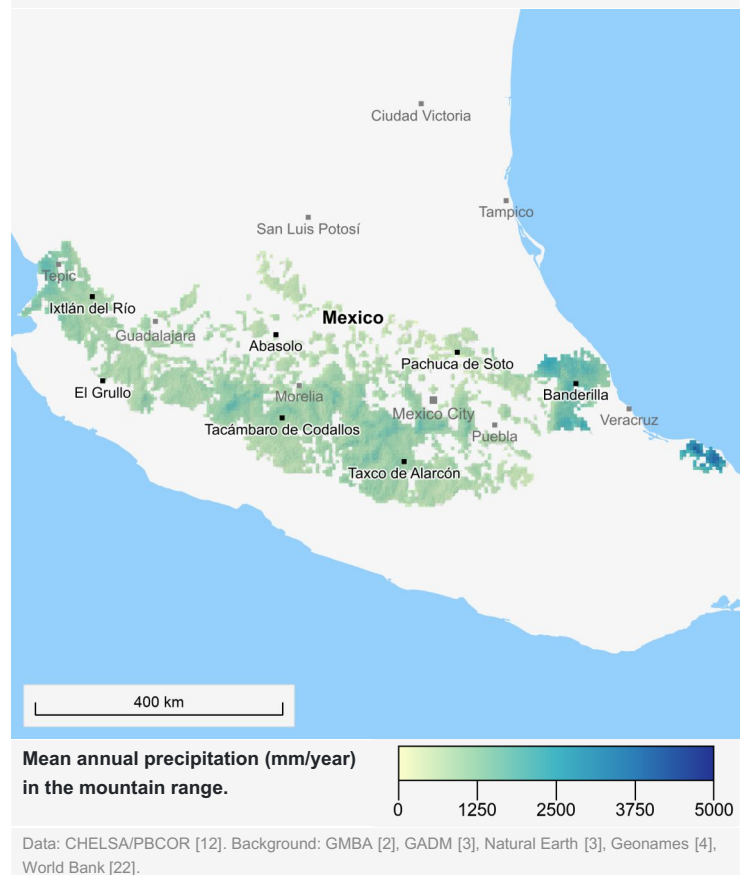 Ciudad Victoria
Tampico
San Luis Potosí
Tepic
Ixtlán del Río
Mexico
Guadalajara
Abasolo
Pachuca de Soto
El Grullo
Morelia
Banderilla
Mexico City
Veracruz
Tacámbaro de Codallos
Puebla
Taxco de Alarcón
400 km
Mean annual precipitation (mm/year)
in the mountain range.
0 1250 2500 3750 5000
Data: CHELSA/PBCOR [12]. Background: GMBA [2], GADM [3], Natural Earth [3], Geonames [4],
World Bank [22].